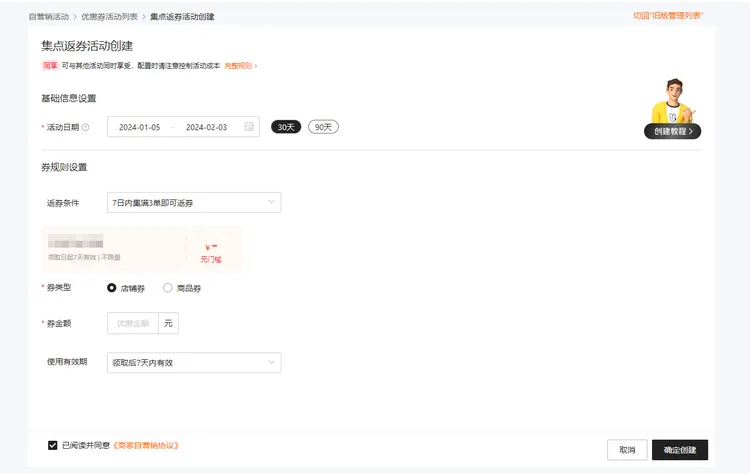 自营销活动 > 优惠券活动列表 > 集点返券活动创建
切回"旧版管理列表"
集点返券活动创建
同享 可与其他活动同时享受，配置时请注意控制活动成本 完整规则 >
基础信息设置
* 活动日期 ?
2024-01-05 - 2024-02-03
30天
90天
创建教程 >
券规则设置
返券条件
7日内集满3单即可返券
领取日起7天有效 | 不限量
¥ --
无门槛
* 券类型
店铺券
商品券
* 券金额
优惠金额
元
使用有效期
领取后7天内有效
已阅读并同意《商家自营销协议》
取消
确定创建